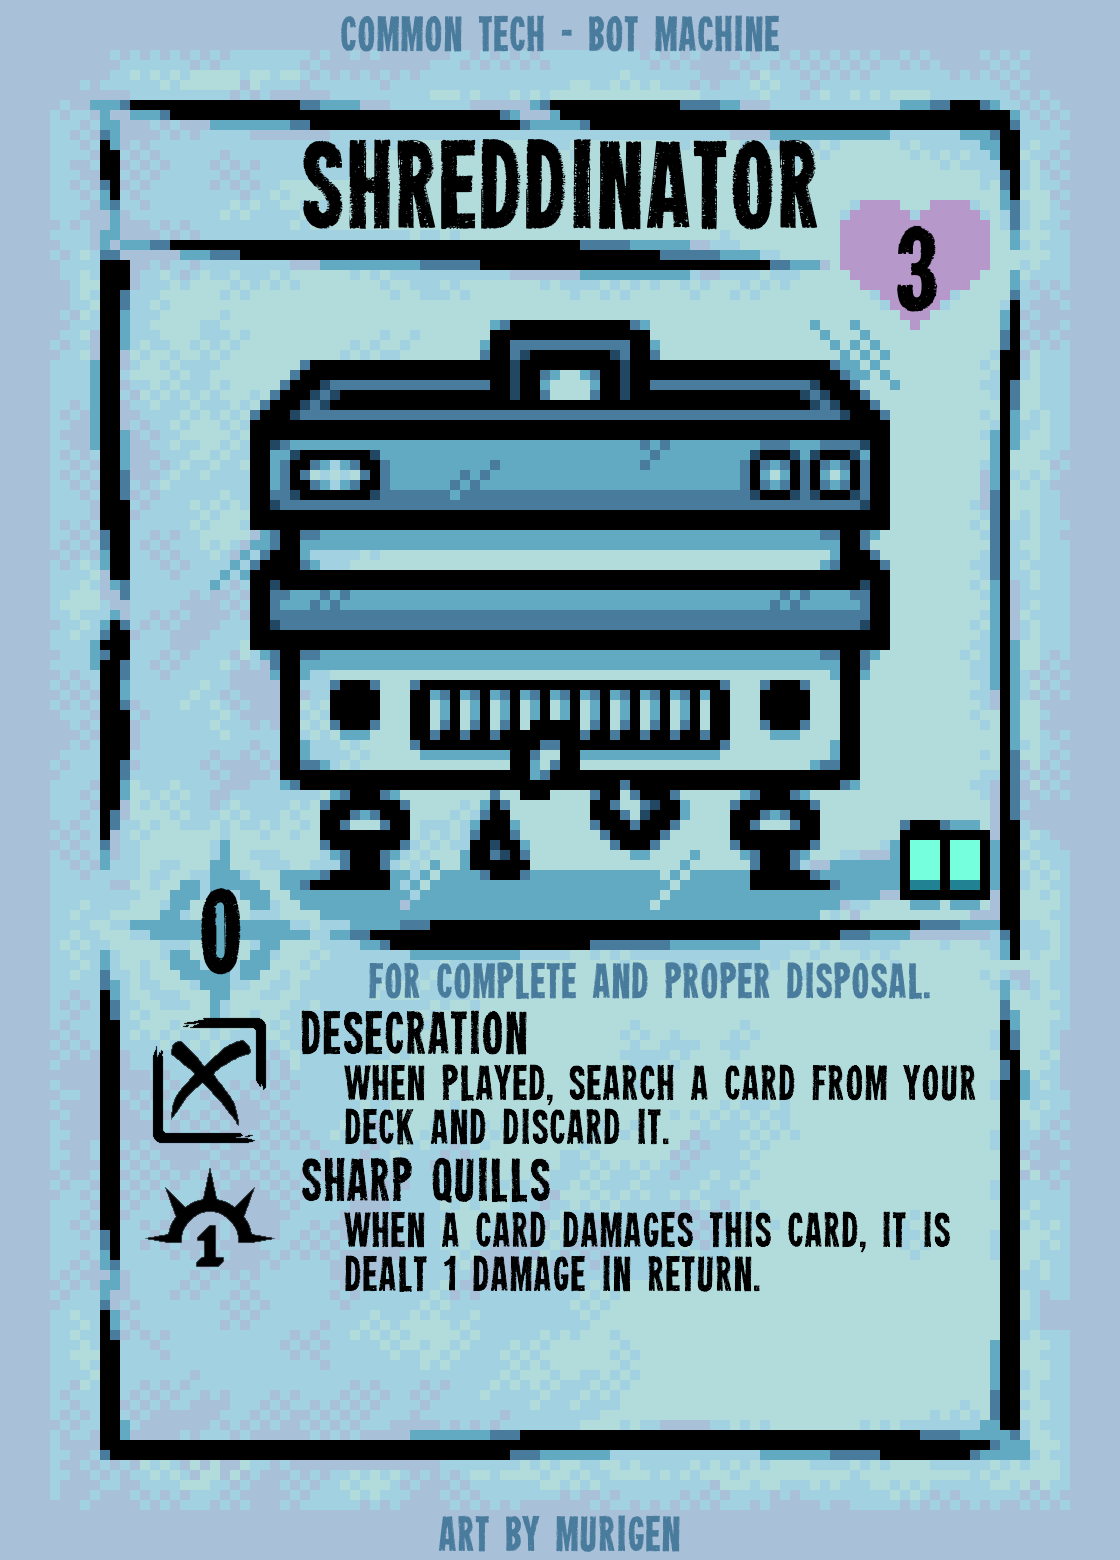 COMMON TECH - BOT MACHINE
SHREDDINATOR
3
0
FOR COMPLETE AND PROPER DISPOSAL.
DESECRATION
WHEN PLAYED, SEARCH A CARD FROM YOUR
DECK AND DISCARD IT.
SHARP QUILLS
1
WHEN A CARD DAMAGES THIS CARD, IT IS
DEALT 1 DAMAGE IN RETURN.
ART BY MURIGEN